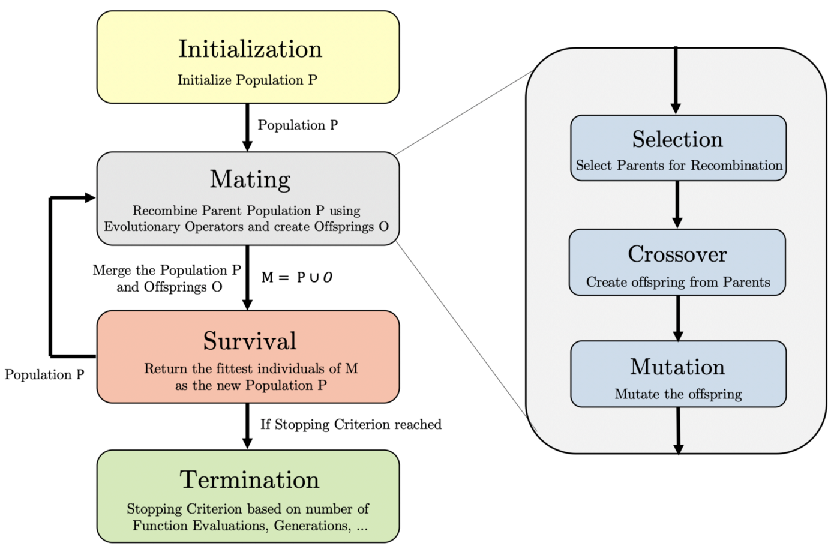 Initialization
Initialize Population P
Population P
Mating
Recombine Parent Population P using
Evolutionary Operators and create Offsprings O
Merge the Population P
and Offsprings O
M = P ∪ O
Survival
Return the fittest individuals of M
as the new Population P
Population P
If Stopping Criterion reached
Termination
Stopping Criterion based on number of
Function Evaluations, Generations, ...
Selection
Select Parents for Recombination
Crossover
Create offspring from Parents
Mutation
Mutate the offspring